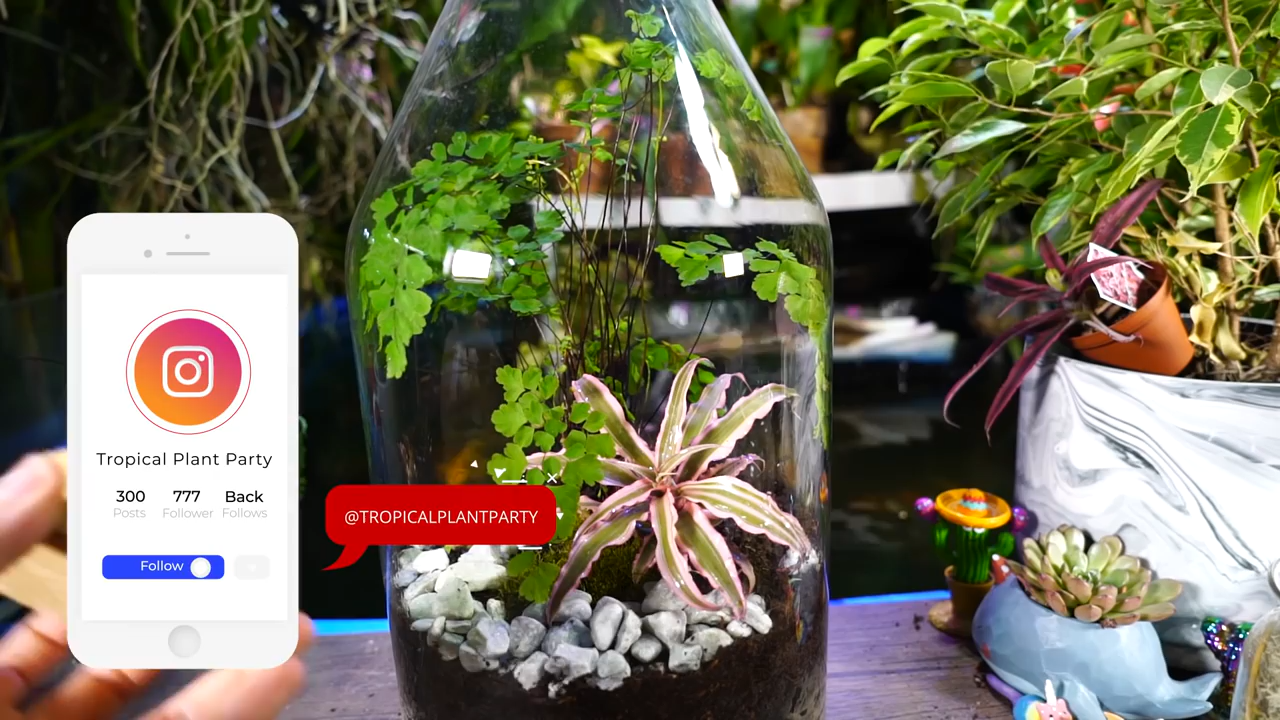 Tropical Plant Party
300 777 Back
Posts Follower Follows
Follow
@TROPICALPLANTPARTY